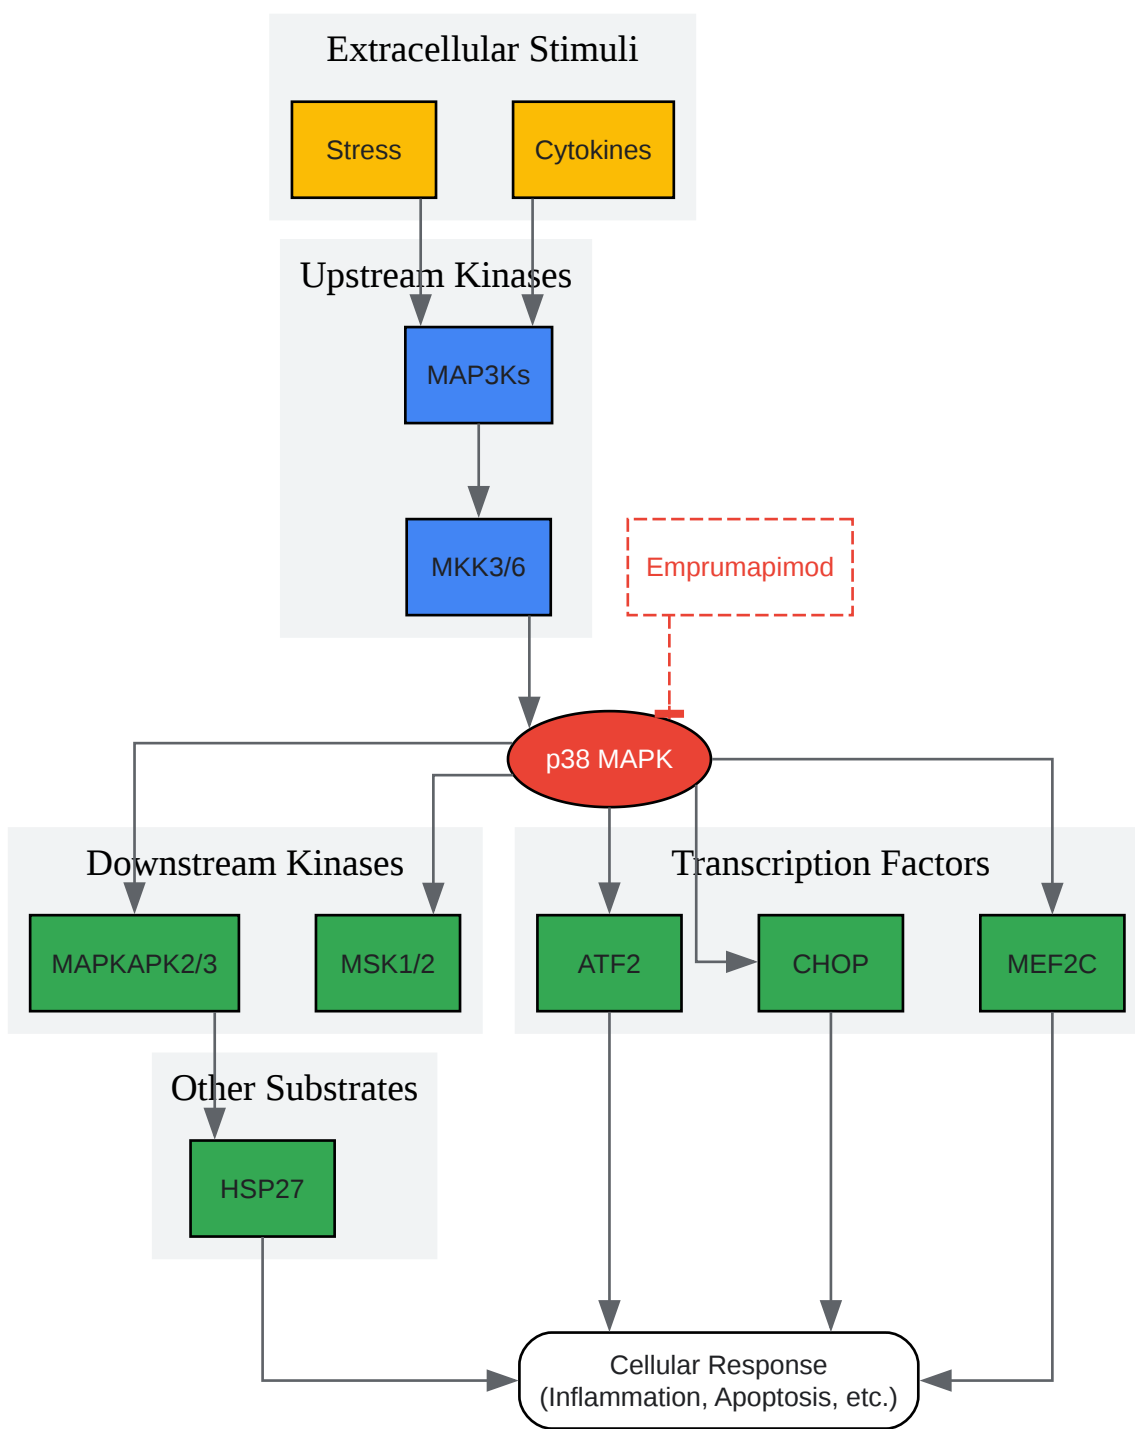 Extracellular Stimuli
Stress
Cytokines
Upstream Kinases
MAP3Ks
MKK3/6
Emprumapimod
p38 MAPK
Downstream Kinases
Transcription Factors
MAPKAPK2/3
MSK1/2
ATF2
CHOP
MEF2C
Other Substrates
HSP27
Cellular Response
(Inflammation, Apoptosis, etc.)